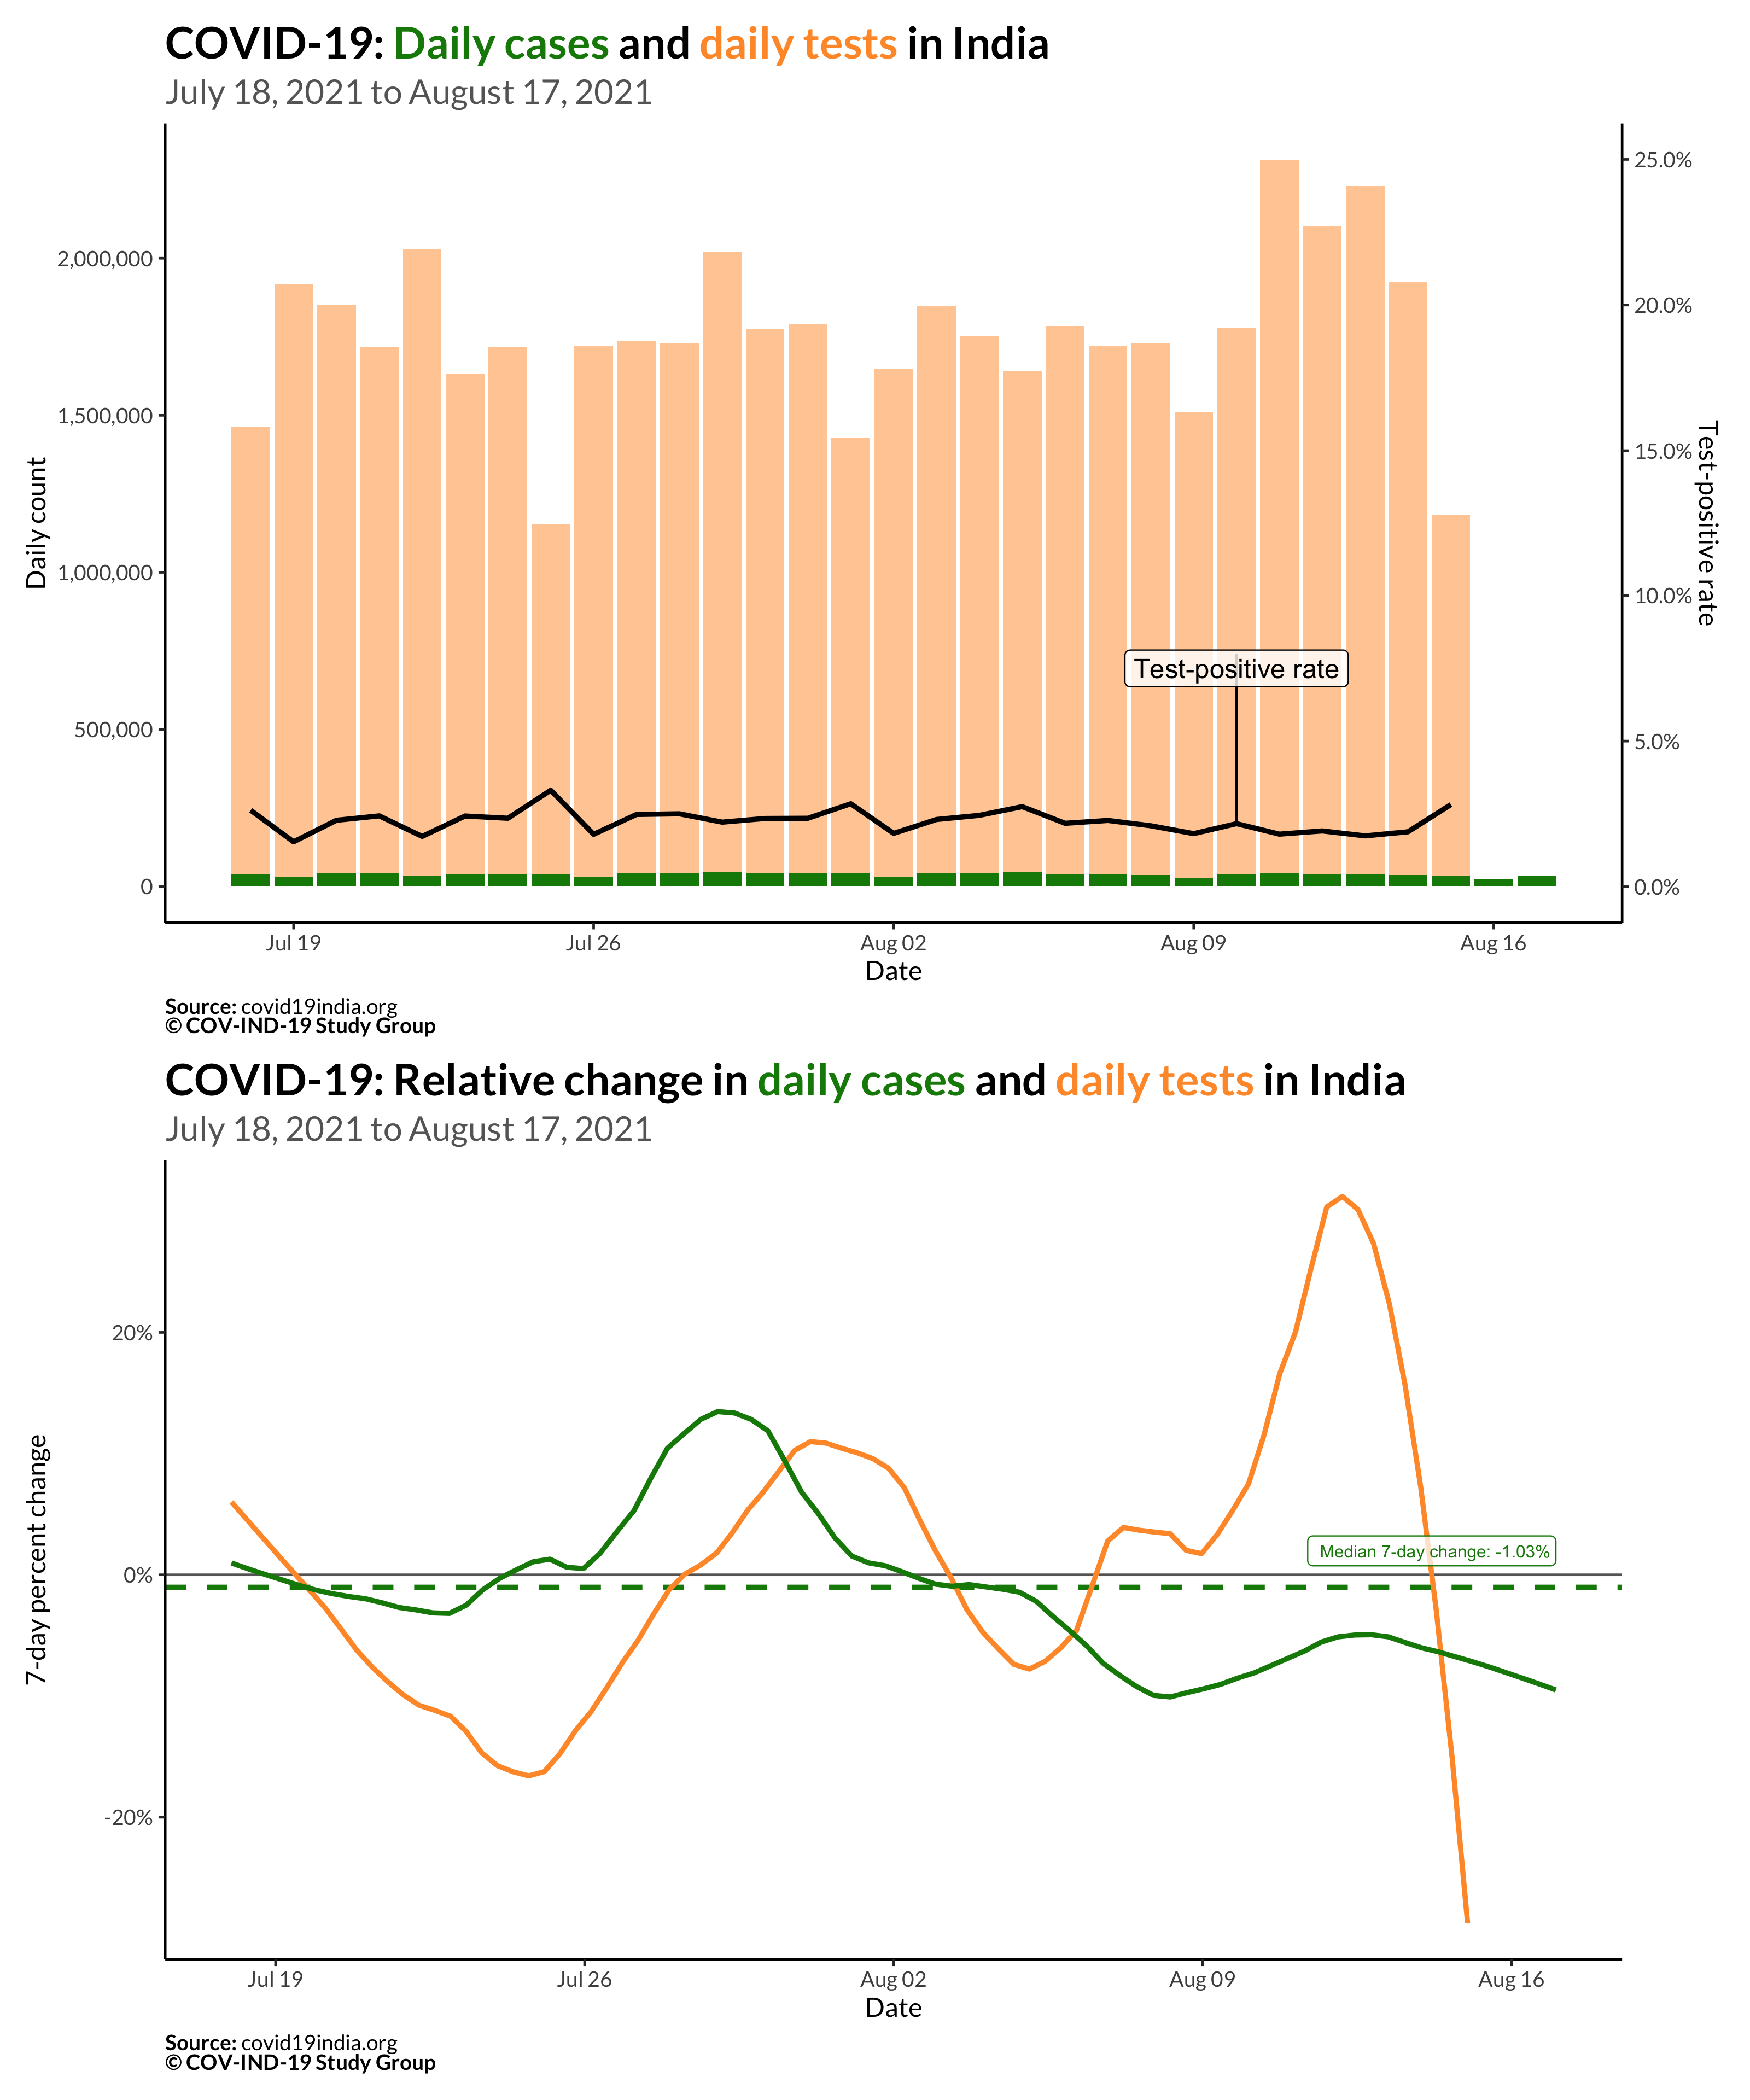 COVID-19: Daily cases and daily tests in India
July 18, 2021 to August 17, 2021
25.0%
2,000,000
20.0%
1,500,000
15.0%
Daily count
Test-positive rate
1,000,000
10.0%
Test-positive rate
500,000
5.0%
0
0.0%
Jul 19
Jul 26
Aug 02
Aug 09
Aug 16
Date
Source: covid19india.org
© COV-IND-19 Study Group
COVID-19: Relative change in daily cases and daily tests in India
July 18, 2021 to August 17, 2021
20%
7-day percent change
Median 7-day change: -1.03%
0%
-20%
Jul 19
Jul 26
Aug 02
Aug 09
Aug 16
Date
Source: covid19india.org
© COV-IND-19 Study Group